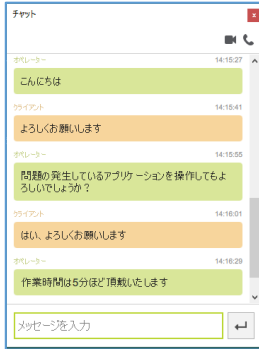 チャット
オペレーター 14:15:27
こんにちは
クライアント 14:15:41
よろしくお願いします
オペレーター 14:15:55
問題の発生しているアプリケーションを操作してもよ
ろしいでしょうか？
クライアント 14:16:01
はい、よろしくお願いします
オペレーター 14:16:29
作業時間は5分ほど頂戴いたします
メッセージを入力